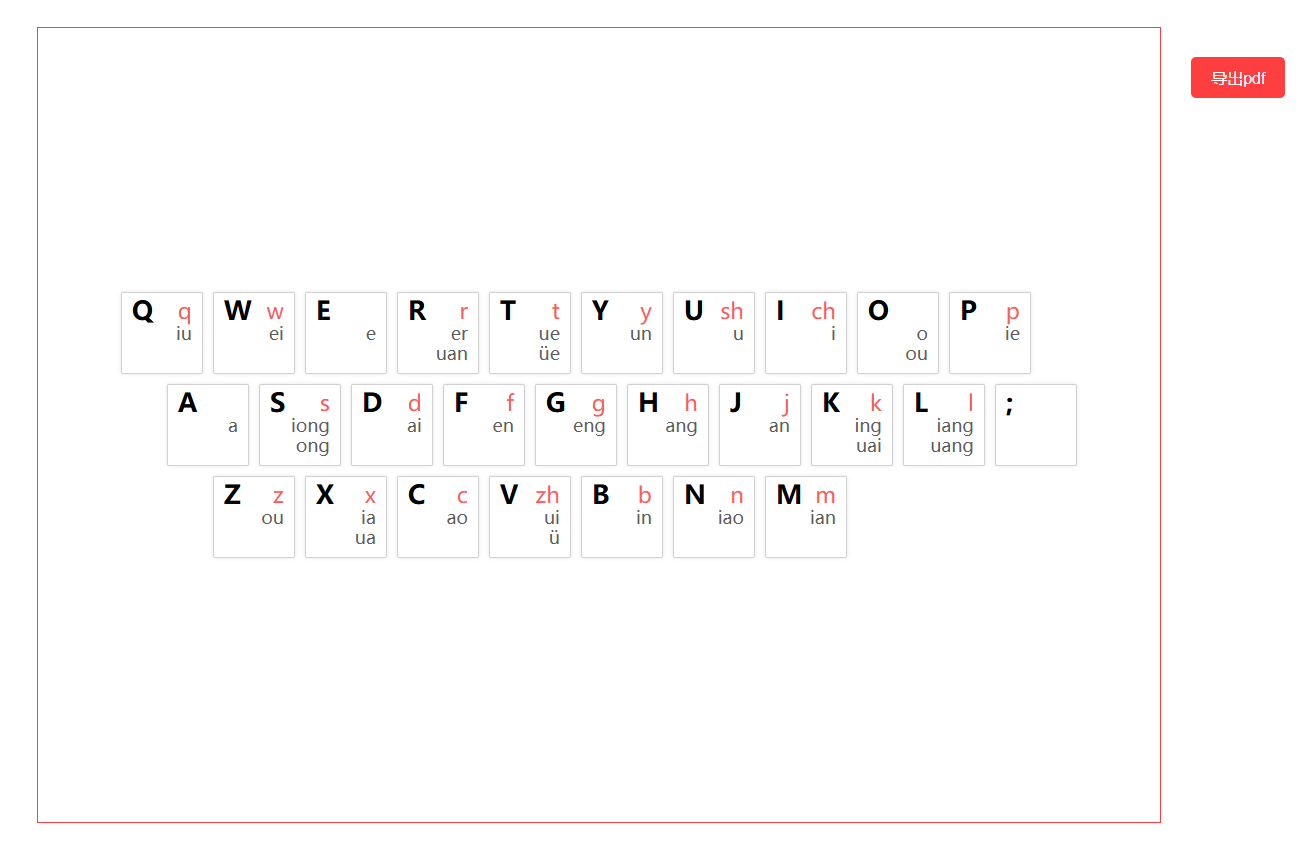 导出pdf
Q q W w E R r T t Y y U sh I ch O P p
iu ei e er ue un u i o ie
uan üe ou
A S s D d F f G g H h J j K k L l ;
a iong ai en eng ang an ing iang
ong uai uang
Z z X x C c V zh B b N n M m
ou ia ao ui in iao ian
ua ü